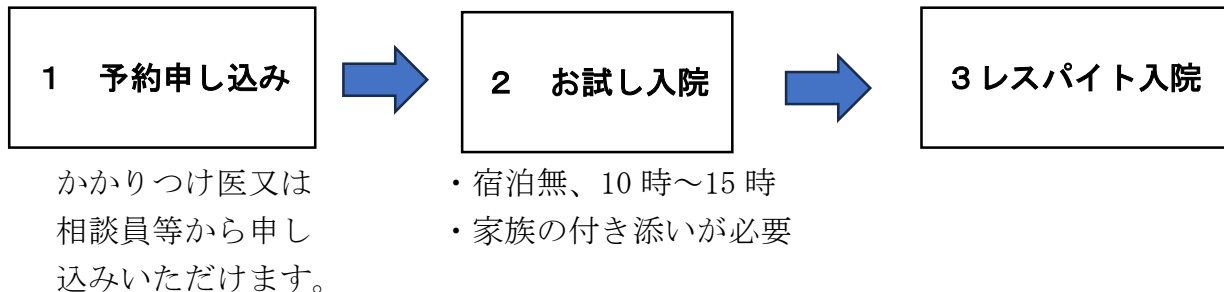 １　予約申し込み
２　お試し入院
３レスパイト入院
かかりつけ医又は
相談員等から申し
込みいただけます。
・宿泊無、10 時～15 時
・家族の付き添いが必要